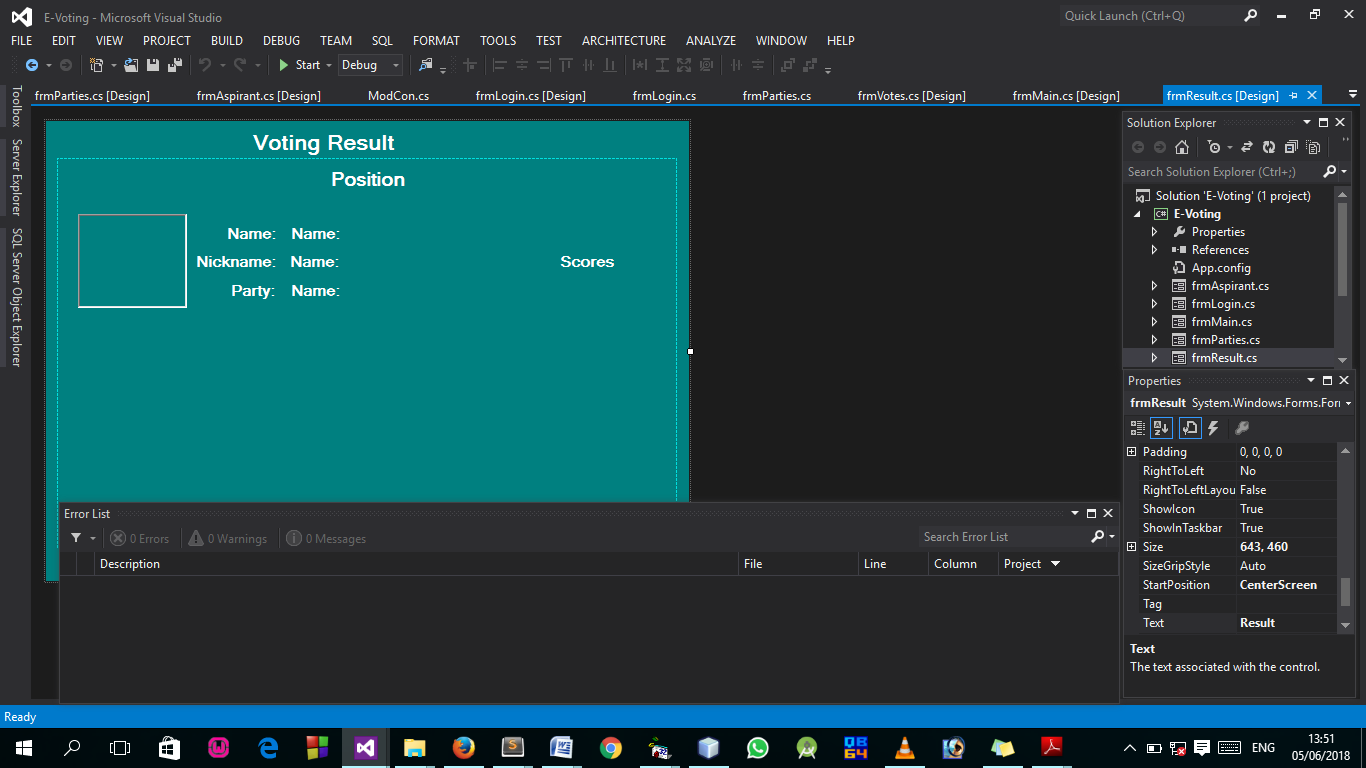 E-Voting - Microsoft Visual Studio
Quick Launch (Ctrl+Q)
FILE EDIT VIEW PROJECT BUILD DEBUG TEAM SQL FORMAT TOOLS TEST ARCHITECTURE ANALYZE WINDOW HELP
Start Debug
frmParties.cs [Design] frmAspirant.cs [Design] ModCon.cs frmLogin.cs [Design] frmLogin.cs frmParties.cs frmVotes.cs [Design] frmMain.cs [Design] frmResult.cs [Design]
Toolbox
Server Explorer
SQL Server Object Explorer
Voting Result
Position
Name: Name:
Nickname: Name: Scores
Party: Name:
Solution Explorer
Search Solution Explorer (Ctrl+;)
Solution 'E-Voting' (1 project)
C# E-Voting
Properties
References
App.config
frmAspirant.cs
frmLogin.cs
frmMain.cs
frmParties.cs
frmResult.cs
Properties
frmResult System.Windows.Forms.For
Padding 0, 0, 0, 0
RightToLeft No
RightToLeftLayou False
ShowIcon True
ShowInTaskbar True
Size 643, 460
SizeGripStyle Auto
StartPosition CenterScreen
Tag
Text Result
Text
The text associated with the control.
Error List
0 Errors 0 Warnings 0 Messages
Search Error List
Description File Line Column Project
Ready
QB
64
ENG
13:51
05/06/2018